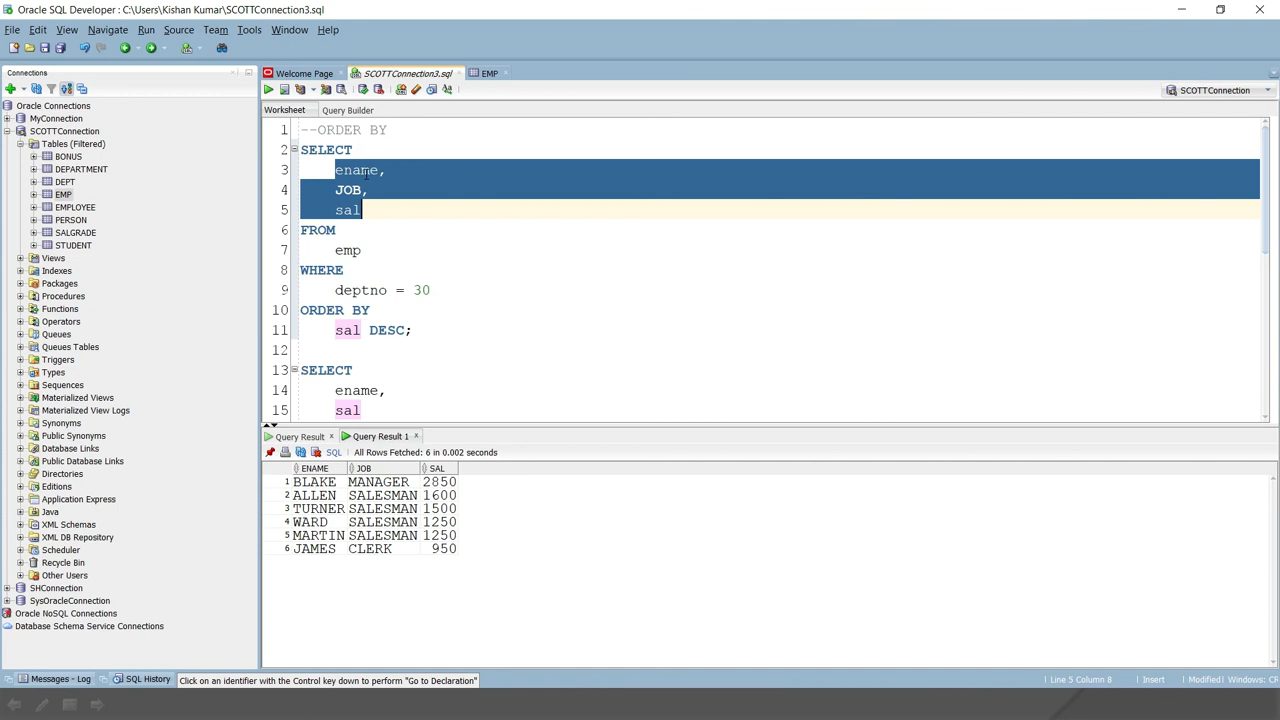 Oracle SQL Developer : C:\Users\Kishan Kumar\SCOTTConnection3.sql
File Edit View Navigate Run Source Team Tools Window Help
Connections
Oracle Connections
MyConnection
SCOTTConnection
Tables (Filtered)
BONUS
DEPARTMENT
DEPT
EMP
EMPLOYEE
PERSON
SALGRADE
STUDENT
Views
Indexes
Packages
Procedures
Functions
Operators
Queues
Queues Tables
Triggers
Types
Sequences
Materialized Views
Materialized View Logs
Synonyms
Public Synonyms
Database Links
Public Database Links
Directories
Editions
Application Express
Java
XML Schemas
XML DB Repository
Scheduler
Recycle Bin
Other Users
SHConnection
SysOracleConnection
Oracle NoSQL Connections
Database Schema Service Connections
Welcome Page SCOTTConnection3.sql EMP
SCOTTConnection
Worksheet Query Builder
1 --ORDER BY
2 SELECT
3 ename,
4 JOB,
5 sal
6 FROM
7 emp
8 WHERE
9 deptno = 30
10 ORDER BY
11 sal DESC;
12
13 SELECT
14 ename,
15 sal
Query Result Query Result 1
SQL All Rows Fetched: 6 in 0.002 seconds
ENAME JOB SAL
1 BLAKE MANAGER 2850
2 ALLEN SALESMAN 1600
3 TURNER SALESMAN 1500
4 WARD SALESMAN 1250
5 MARTIN SALESMAN 1250
6 JAMES CLERK 950
Messages - Log SQL History Click on an identifier with the Control key down to perform "Go to Declaration" Line 5 Column 8 Insert Modified Windows: CR